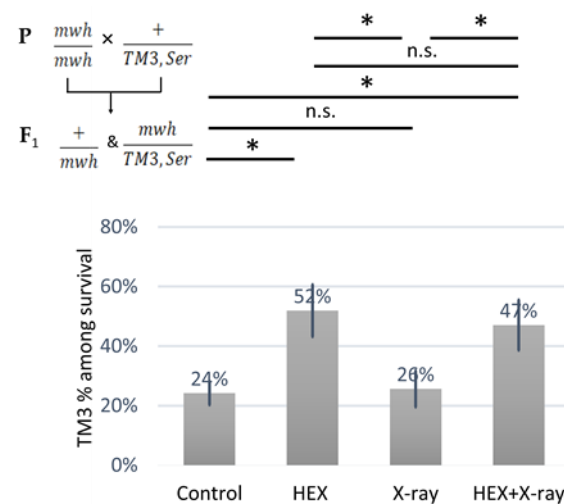 P mwh/mwh × +/TM3, Ser
F₁ +/mwh & mwh/TM3, Ser
* *
n.s.
*
n.s.
*
TM3 % among survival
80%
60%
40%
20%
0%
24%
52%
26%
47%
Control HEX X-ray HEX+X-ray